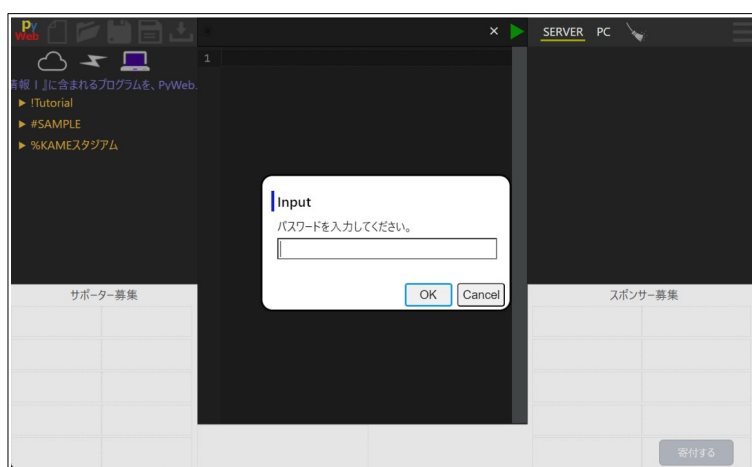 Py
Web
× SERVER PC
1
情報Ⅰ』に含まれるプログラムを、PyWeb.
▶ !Tutorial
▶ #SAMPLE
▶ %KAMEスタジアム
Input
パスワードを入力してください。
OK Cancel
サポーター募集
スポンサー募集
寄付する